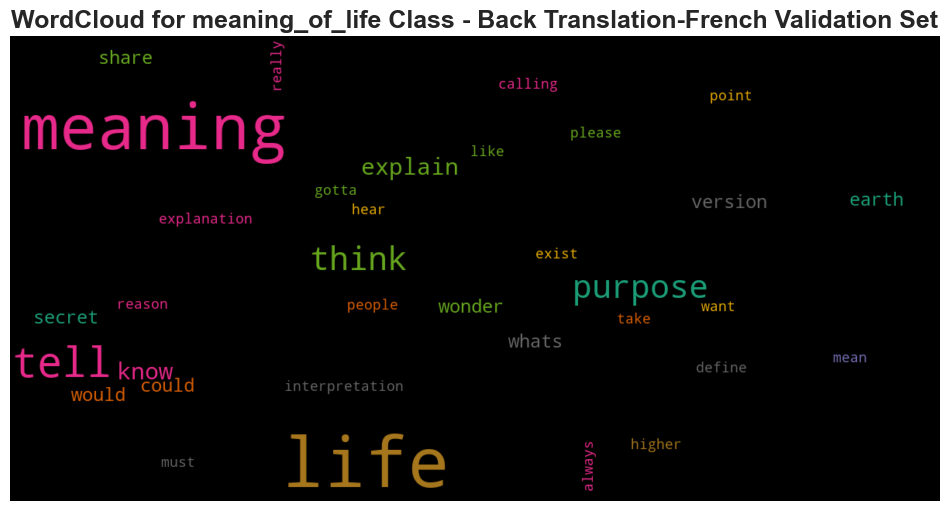 WordCloud for meaning_of_life Class - Back Translation-French Validation Set
share
really
calling
point
meaning
please
like
explain
gotta
hear
version
earth
explanation
think
exist
purpose
reason
people
wonder
want
secret
take
whats
tell
know
mean
define
would
could
interpretation
life
higher
must
always